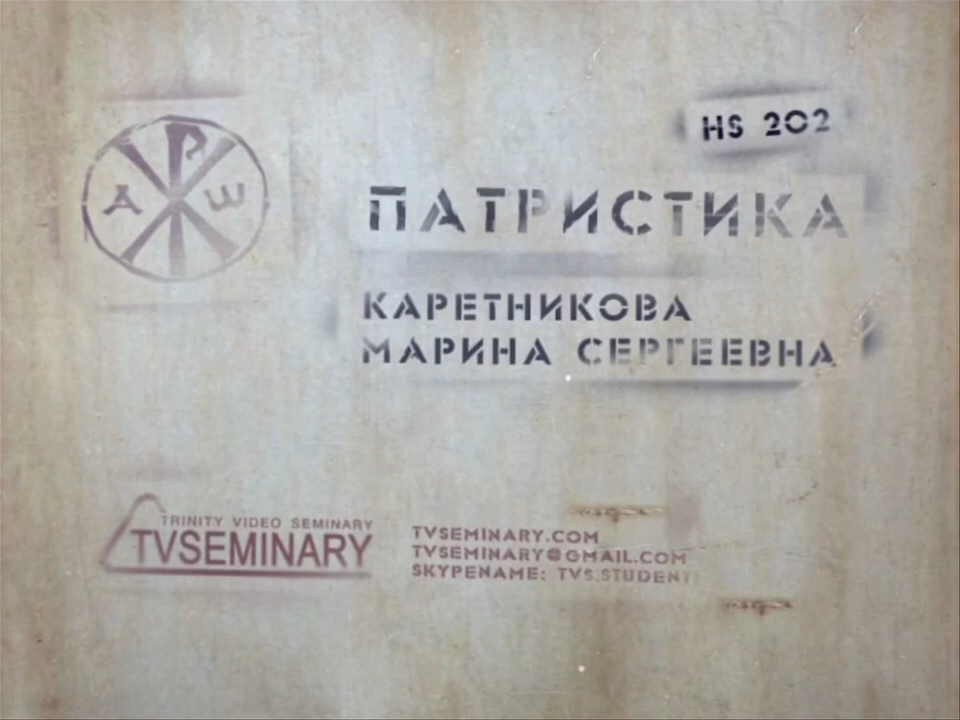 HS 202
ПАТРИСТИКА
КАРЕТНИКОВА
МАРИНА СЕРГЕЕВНА
Α Ρ Ш
TRINITY VIDEO SEMINARY
TVSEMINARY
TVSEMINARY.COM
TVSEMINARY@GMAIL.COM
SKYPENAME: TVS.STUDENT